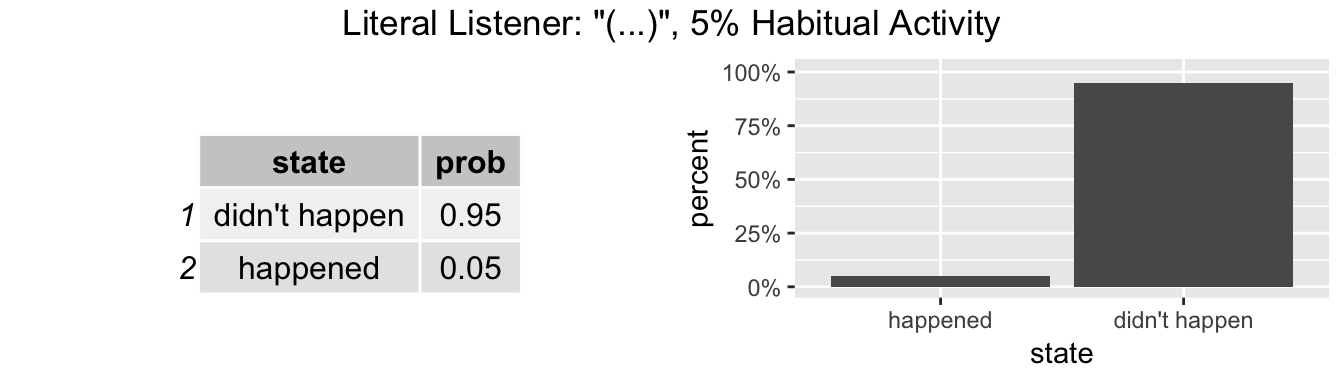 Literal Listener: "(...)", 5% Habitual Activity
state prob
1 didn't happen 0.95
2 happened 0.05
percent
100%
75%
50%
25%
0%
happened didn't happen
state